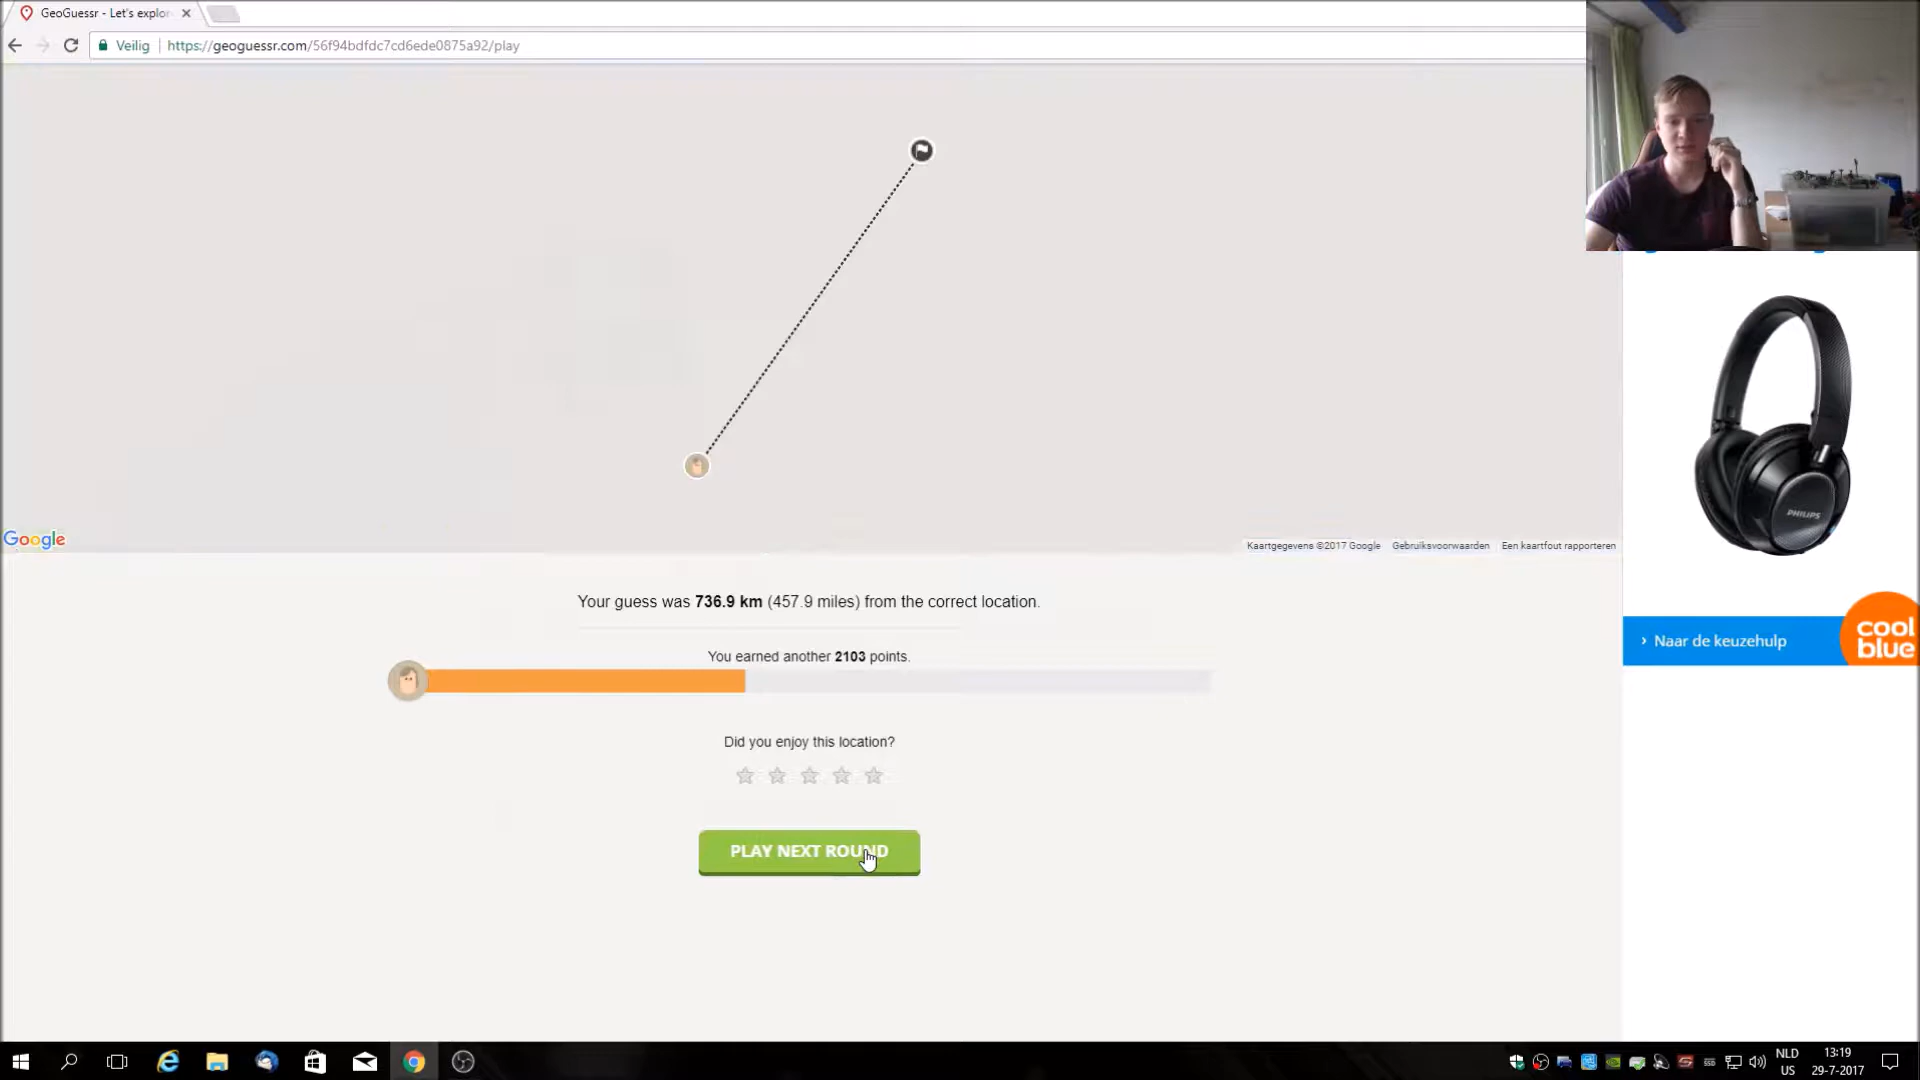 GeoGuessr - Let's explor
Veilig
https://geoguessr.com/56f94bdfdc7cd6ede0875a92/play
Google
Kaartgegevens ©2017 Google
Gebruiksvoorwaarden
Een kaartfout rapporteren
PHILIPS
› Naar de keuzehulp
cool
blue
Your guess was 736.9 km (457.9 miles) from the correct location.
You earned another 2103 points.
Did you enjoy this location?
PLAY NEXT ROUND
NLD
US
13:19
29-7-2017